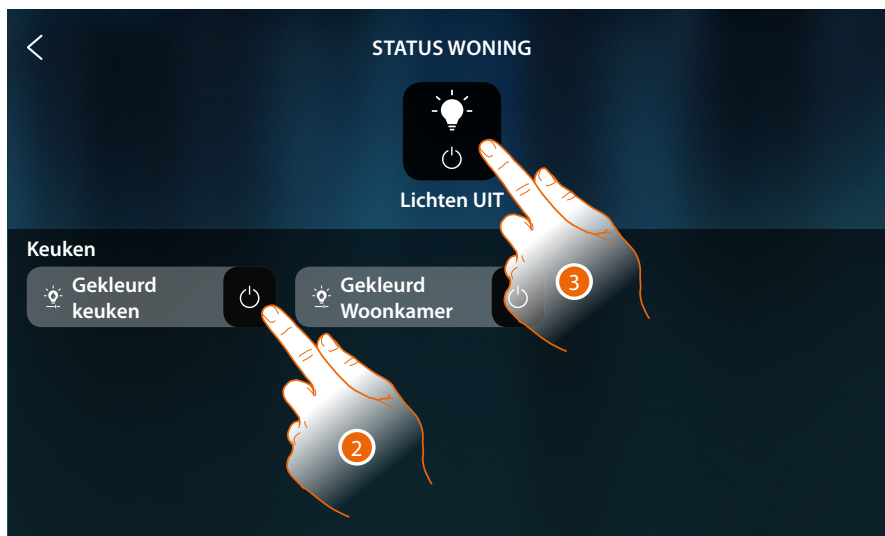 STATUS WONING
Lichten UIT
Keuken
Gekleurd
keuken
Gekleurd
Woonkamer
3
2